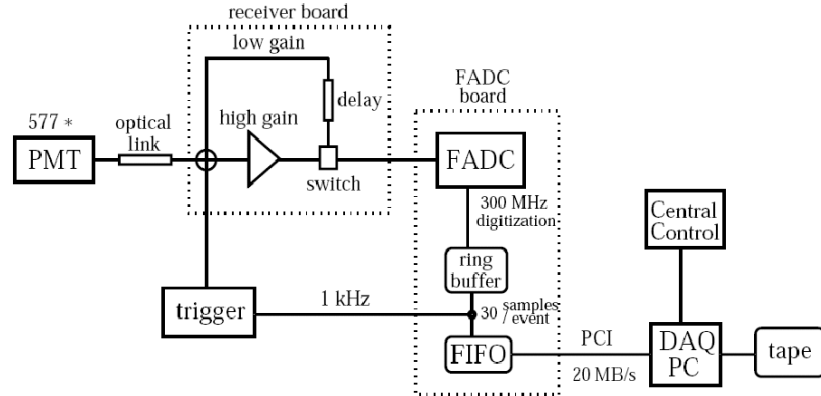 receiver board
low gain
FADC
board
delay
577 *
optical
link
high gain
PMT
FADC
switch
300 MHz
digitization
Central
Control
ring
buffer
trigger
1 kHz
30 samples
/ event
FIFO
PCI
20 MB/s
DAQ
PC
tape